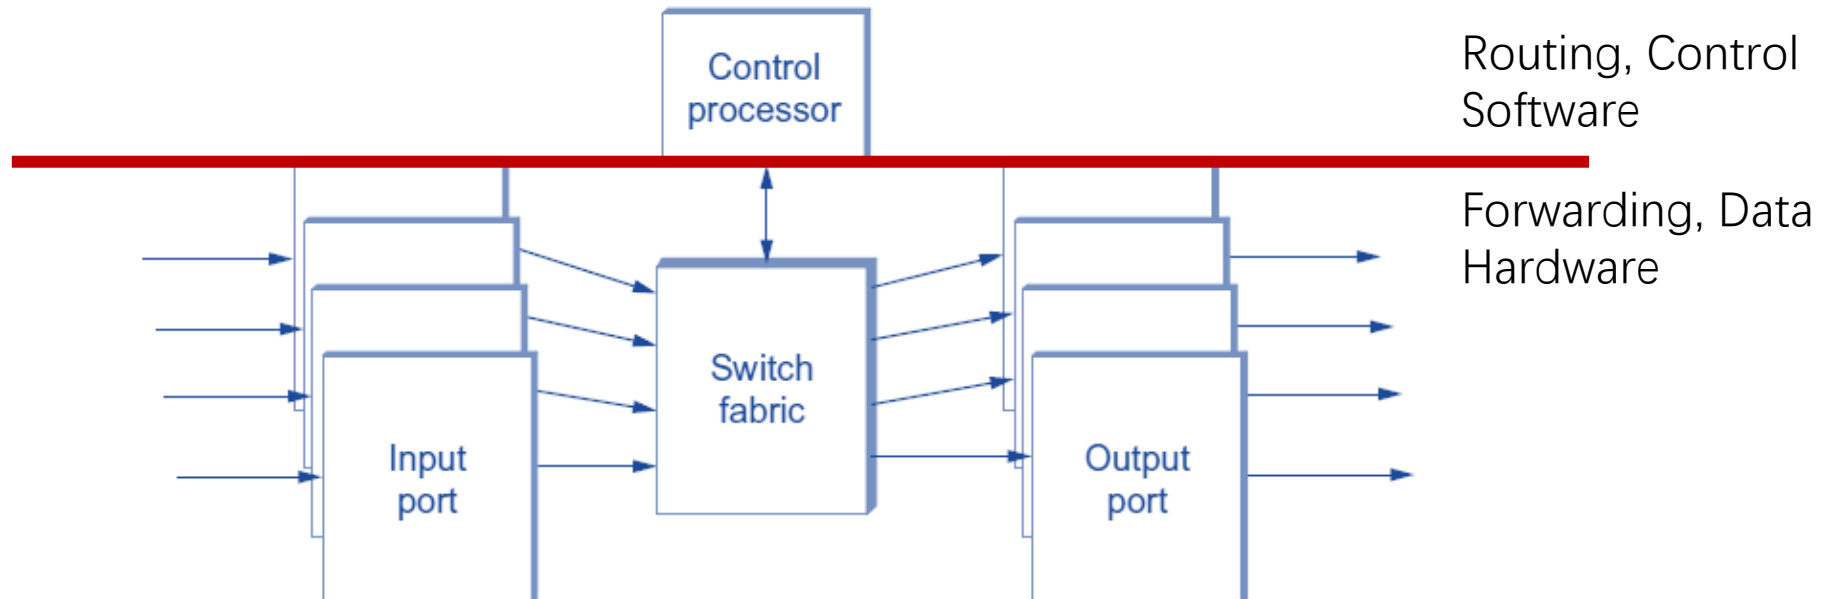 Control
processor
Routing, Control
Software
Forwarding, Data
Hardware
Switch
fabric
Input
port
Output
port